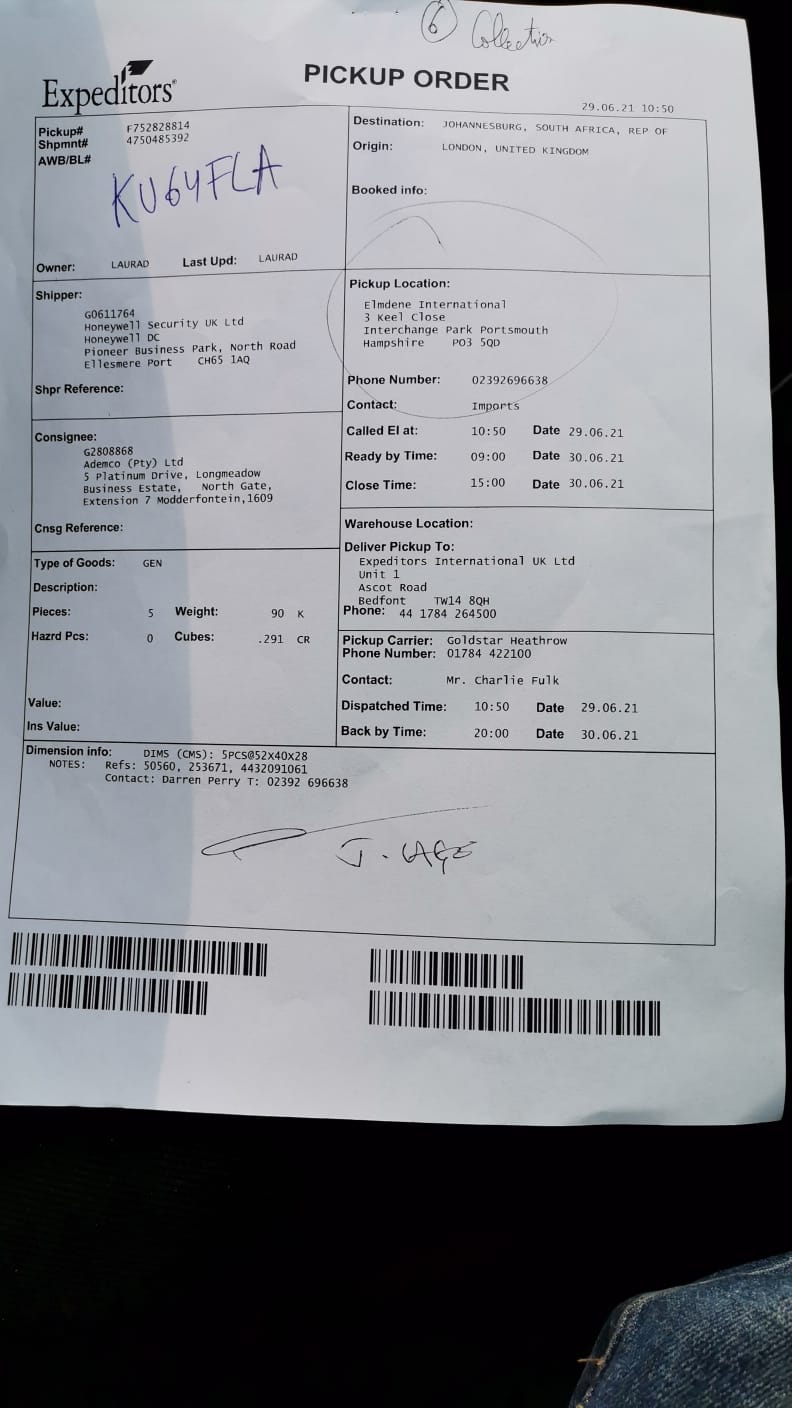 6 Collection
Expeditors
PICKUP ORDER
29.06.21 10:50
Pickup# F752828814
Shpmnt# 4750485392
AWB/BL#
KU64FLA
Owner: LAURAD Last Upd: LAURAD
Destination: JOHANNESBURG, SOUTH AFRICA, REP OF
Origin: LONDON, UNITED KINGDOM
Booked info:
Shipper:
G0611764
Honeywell Security UK Ltd
Honeywell DC
Pioneer Business Park, North Road
Ellesmere Port CH65 1AQ
Shpr Reference:
Pickup Location:
Elmdene International
3 Keel Close
Interchange Park Portsmouth
Hampshire PO3 5QD
Phone Number: 02392696638
Contact: Imports
Consignee:
G2808868
Ademco (Pty) Ltd
5 Platinum Drive, Longmeadow
Business Estate, North Gate,
Extension 7 Modderfontein,1609
Cnsg Reference:
Called EI at: 10:50 Date 29.06.21
Ready by Time: 09:00 Date 30.06.21
Close Time: 15:00 Date 30.06.21
Warehouse Location:
Deliver Pickup To:
Expeditors International UK Ltd
Unit 1
Ascot Road
Bedfont TW14 8QH
Phone: 44 1784 264500
Type of Goods: GEN
Description:
Pieces: 5 Weight: 90 K
Hazrd Pcs: 0 Cubes: .291 CR
Value:
Ins Value:
Pickup Carrier: Goldstar Heathrow
Phone Number: 01784 422100
Contact: Mr. Charlie Fulk
Dispatched Time: 10:50 Date 29.06.21
Back by Time: 20:00 Date 30.06.21
Dimension info: DIMS (CMS): 5PCS@52X40X28
NOTES: Refs: 50560, 253671, 4432091061
Contact: Darren Perry T: 02392 696638